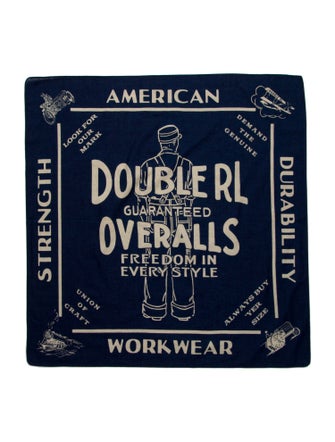 AMERICAN
LOOK FOR
OUR
MARK
DEMAND
THE
GENUINE
STRENGTH
DURABILITY
DOUBLE RL
GUARANTEED
OVERALLS
FREEDOM IN
EVERY STYLE
UNION
OF
CRAFT
ALWAYS BUY
YER
SIZE
WORKWEAR